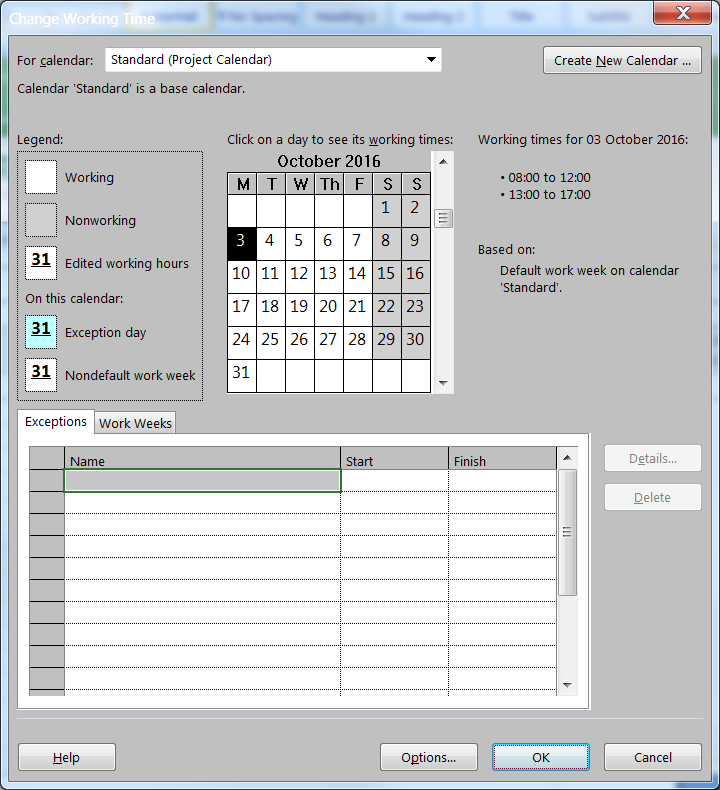 Change Working Time
For calendar: Standard (Project Calendar)
Create New Calendar ...
Calendar 'Standard' is a base calendar.
Legend:
Working
Nonworking
31 Edited working hours
On this calendar:
31 Exception day
31 Nondefault work week
Click on a day to see its working times:
October 2016
M T W Th F S S
1 2
3 4 5 6 7 8 9
10 11 12 13 14 15 16
17 18 19 20 21 22 23
24 25 26 27 28 29 30
31
Working times for 03 October 2016:
• 08:00 to 12:00
• 13:00 to 17:00
Based on:
Default work week on calendar
'Standard'.
Exceptions Work Weeks
Name Start Finish
Details...
Delete
Help Options... OK Cancel